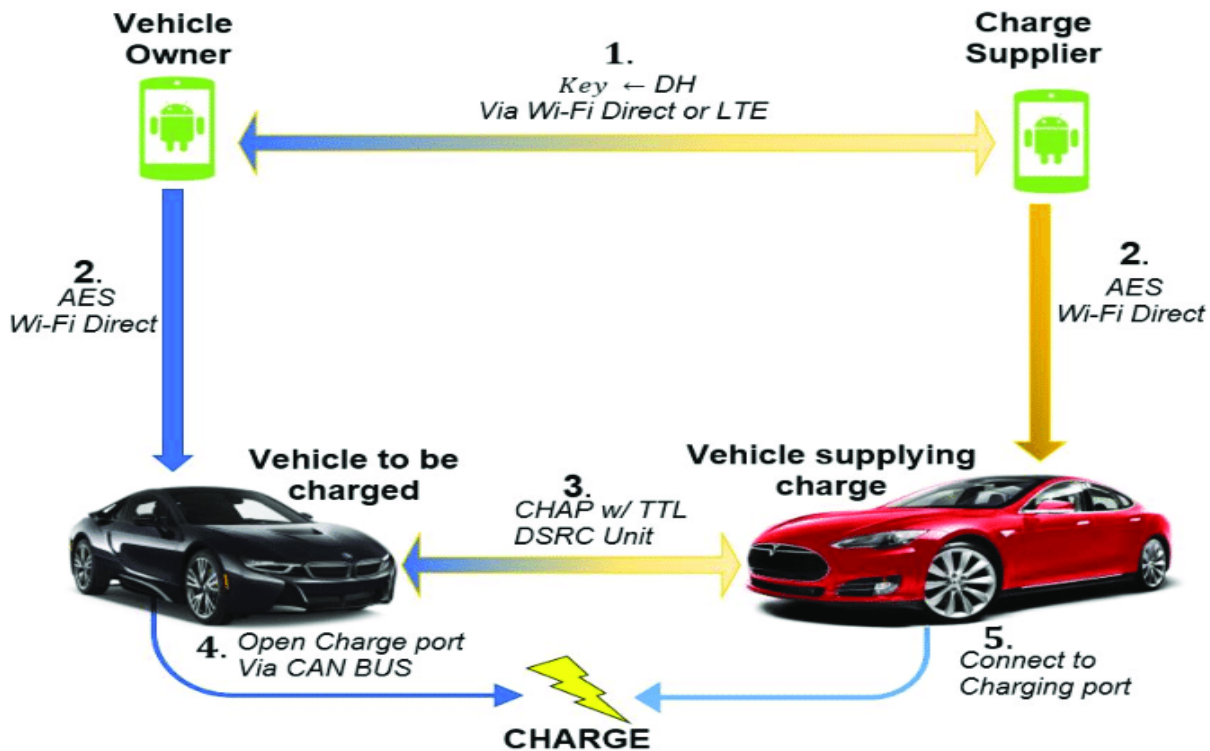 Vehicle
Owner
Charge
Supplier
1.
Key ← DH
Via Wi-Fi Direct or LTE
2.
AES
Wi-Fi Direct
2.
AES
Wi-Fi Direct
Vehicle to be
charged
Vehicle supplying
charge
3.
CHAP w/ TTL
DSRC Unit
4. Open Charge port
Via CAN BUS
5.
Connect to
Charging port
CHARGE